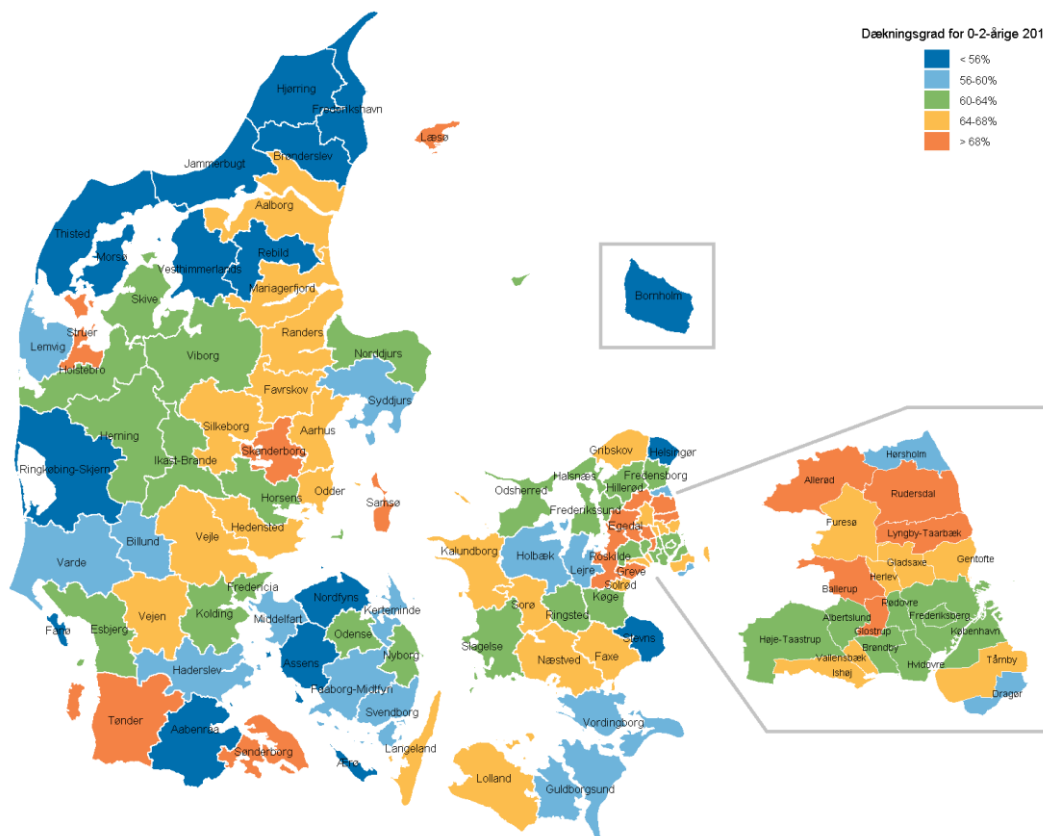 Dækningsgrad for 0-2-årige 201
< 56%
56-60%
60-64%
64-68%
> 68%
Hjørring
Frederikshavn
Læsø
Brønderslev
Jammerbugt
Aalborg
Thisted
Morsø
Vesthimmerlands
Rebild
Mariagerfjord
Skive
Bornholm
Struer
Lemvig
Holstebro
Viborg
Randers
Norddjurs
Favrskov
Syddjurs
Silkeborg
Aarhus
Herning
Skanderborg
Ikast-Brande
Ringkøbing-Skjern
Horsens
Odder
Samsø
Hedensted
Vejle
Billund
Varde
Fredericia
Kolding
Vejen
Esbjerg
Fanø
Haderslev
Tønder
Aabenraa
Sønderborg
Nordfyns
Middelfart
Kerteminde
Odense
Nyborg
Assens
Faaborg-Midtfyn
Svendborg
Langeland
Ærø
Gribskov
Helsingør
Halsnæs
Fredensborg
Hillerød
Odsherred
Frederikssund
Egedal
Kalundborg
Holbæk
Lejre
Roskilde
Greve
Solrød
Køge
Sorø
Ringsted
Slagelse
Stevns
Næstved
Faxe
Vordingborg
Lolland
Guldborgsund
Hørsholm
Allerød
Rudersdal
Furesø
Lyngby-Taarbæk
Gentofte
Gladsaxe
Ballerup
Herlev
Rødovre
Frederiksberg
Albertslund
Glostrup
København
Høje-Taastrup
Brøndby
Vallensbæk
Hvidovre
Ishøj
Tårnby
Dragør